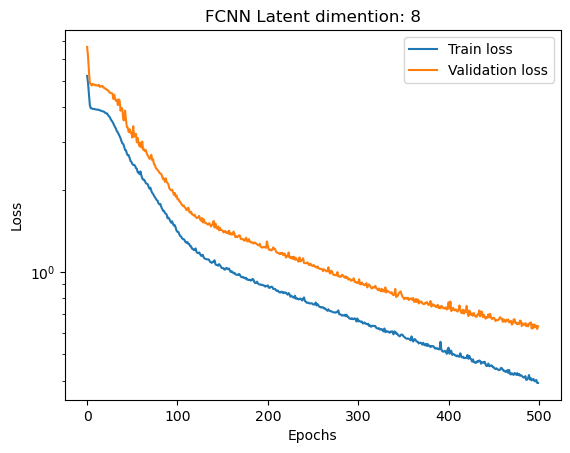 FCNN Latent dimention: 8
Train loss
Validation loss
Loss
10⁰
0
100
200
300
400
500
Epochs